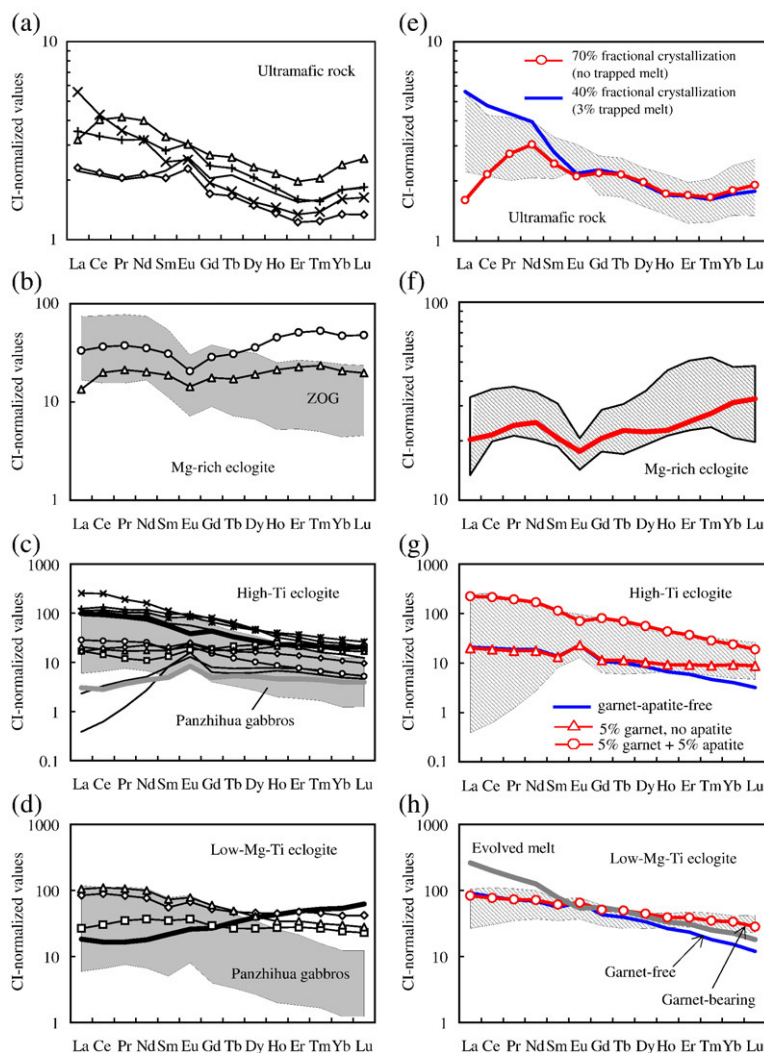 (a)
10
Ultramafic rock
CI-normalized values
1
La Ce Pr Nd Sm Eu Gd Tb Dy Ho Er Tm Yb Lu
(b)
100
10
ZOG
CI-normalized values
Mg-rich eclogite
1
La Ce Pr Nd Sm Eu Gd Tb Dy Ho Er Tm Yb Lu
(c)
1000
High-Ti eclogite
100
CI-normalized values
10
1
Panzhihua gabbros
0.1
La Ce Pr Nd Sm Eu Gd Tb Dy Ho Er Tm Yb Lu
(d)
1000
Low-Mg-Ti eclogite
100
CI-normalized values
10
Panzhihua gabbros
1
La Ce Pr Nd Sm Eu Gd Tb Dy Ho Er Tm Yb Lu
(e)
10
70% fractional crystallization
(no trapped melt)
40% fractional crystallization
(3% trapped melt)
CI-normalized values
Ultramafic rock
1
La Ce Pr Nd Sm Eu Gd Tb Dy Ho Er Tm Yb Lu
(f)
100
CI-normalized values
Mg-rich eclogite
10
La Ce Pr Nd Sm Eu Gd Tb Dy Ho Er Tm Yb Lu
(g)
1000
High-Ti eclogite
100
CI-normalized values
10
garnet-apatite-free
1
5% garnet, no apatite
5% garnet + 5% apatite
0.1
La Ce Pr Nd Sm Eu Gd Tb Dy Ho Er Tm Yb Lu
(h)
1000
Evolved melt
Low-Mg-Ti eclogite
100
CI-normalized values
10
Garnet-free
Garnet-bearing
1
La Ce Pr Nd Sm Eu Gd Tb Dy Ho Er Tm Yb Lu